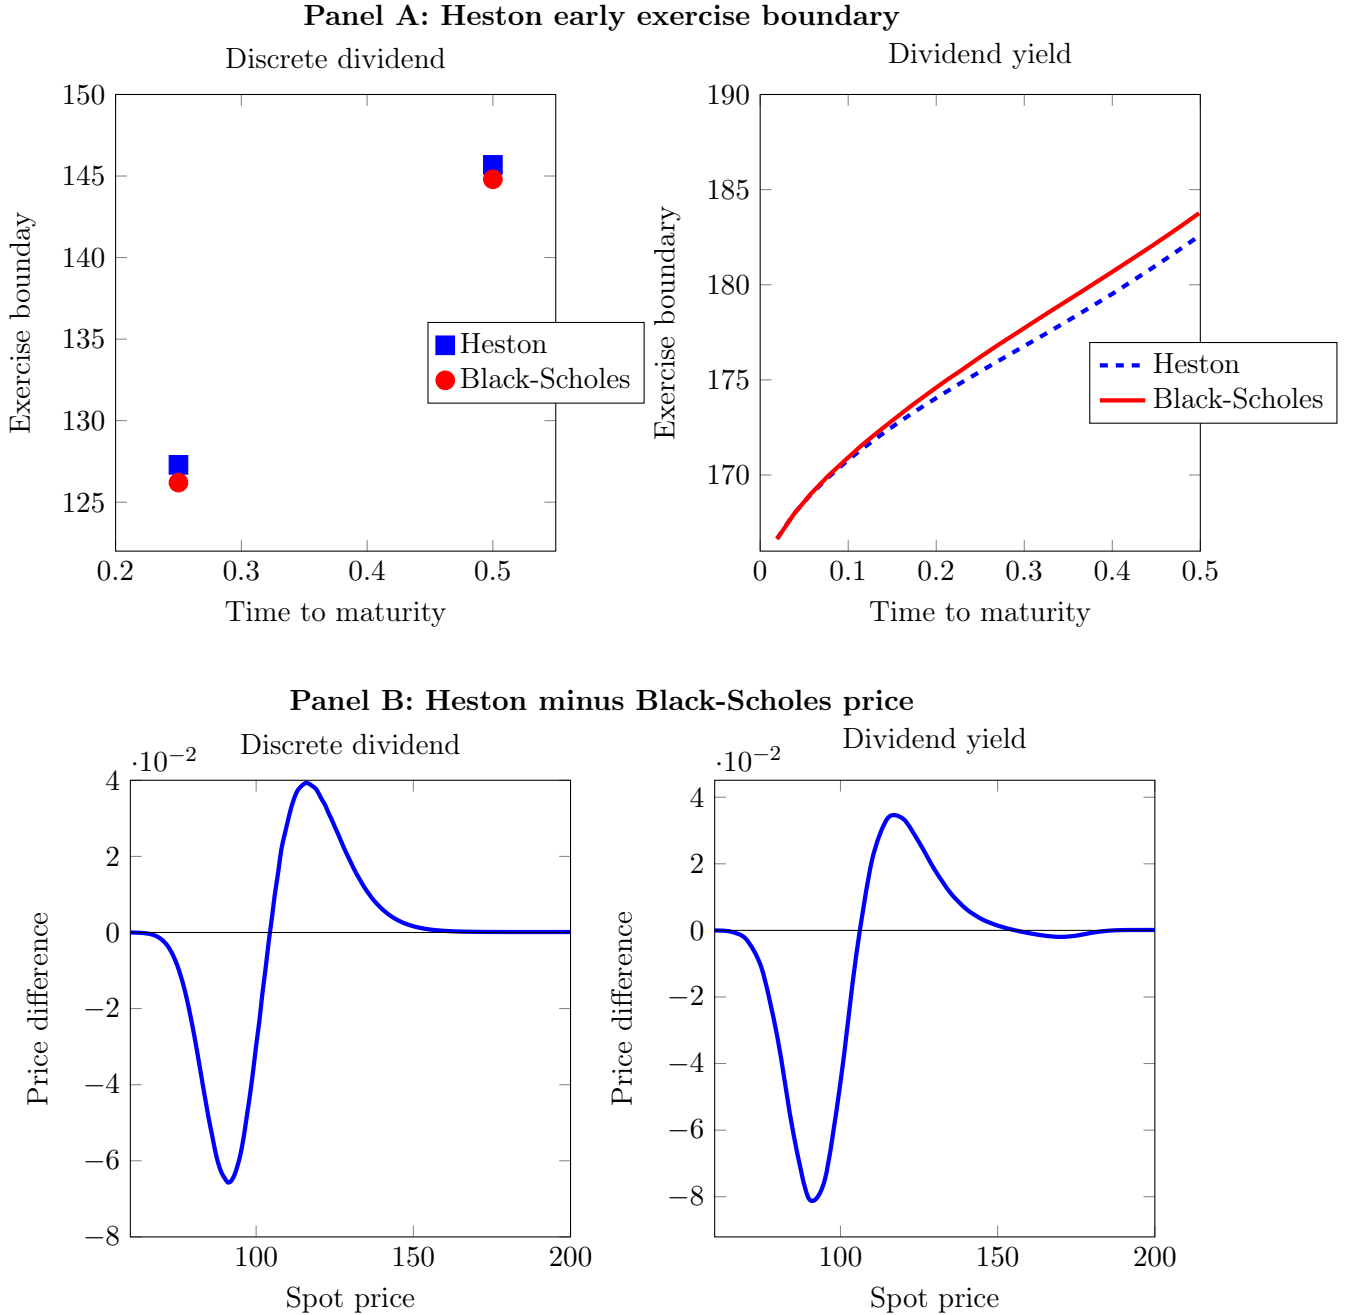 Panel A: Heston early exercise boundary
Discrete dividend
Dividend yield
150
145
140
135
130
125
0.2
0.3
0.4
0.5
Exercise bounday
Time to maturity
Heston
Black-Scholes
190
185
180
175
170
0
0.1
0.2
0.3
0.4
0.5
Exercise boundary
Time to maturity
Heston
Black-Scholes
Panel B: Heston minus Black-Scholes price
Discrete dividend
Dividend yield
·10−2
4
2
0
−2
−4
−6
−8
100
150
200
Price difference
Spot price
·10−2
4
2
0
−2
−4
−6
−8
100
150
200
Price difference
Spot price